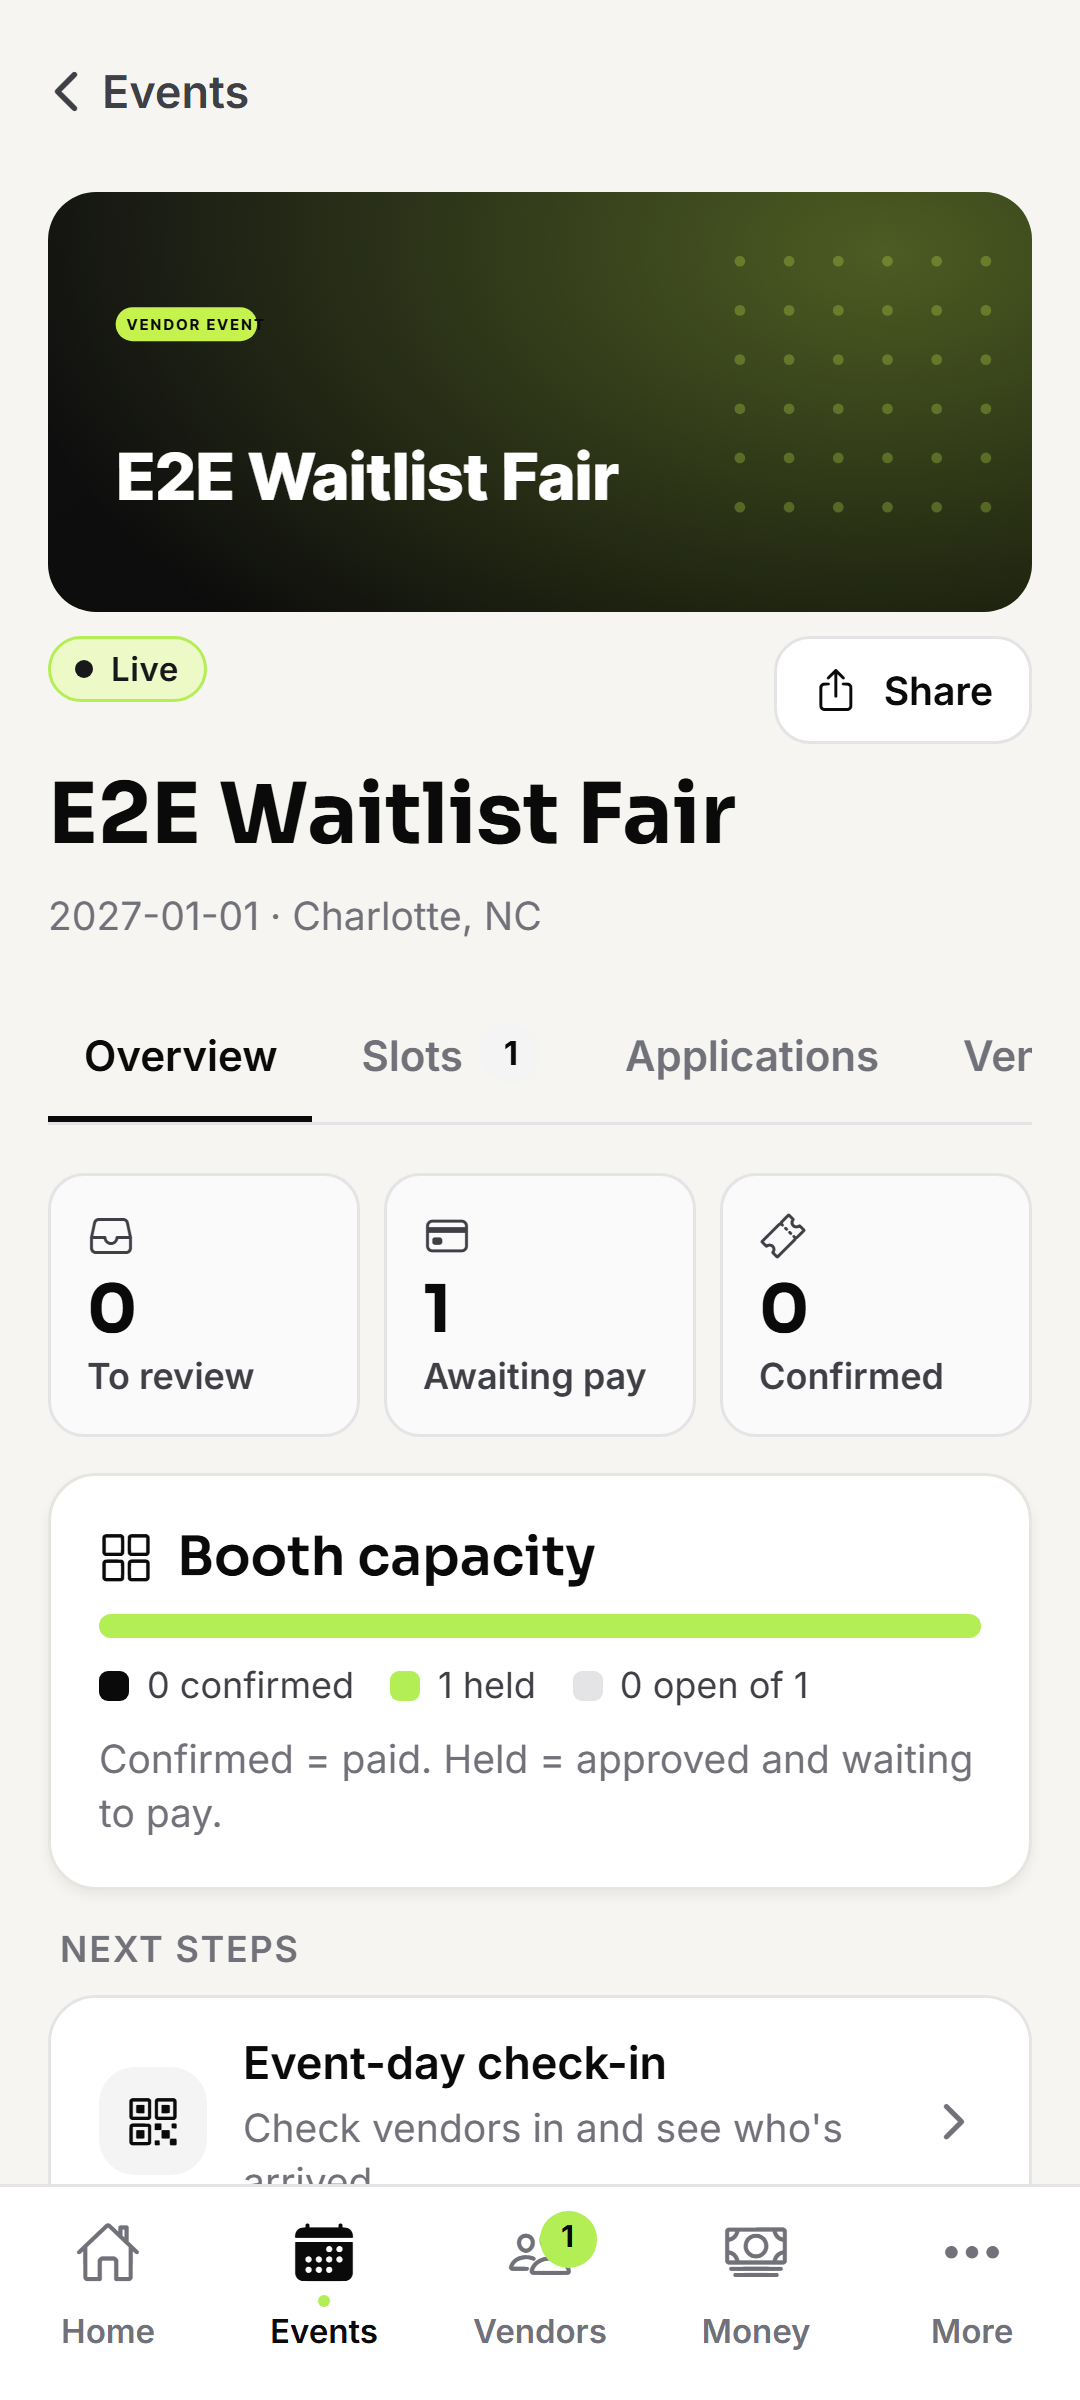 Events
VENDOR EVENT
E2E Waitlist Fair
Live
Share
E2E Waitlist Fair
2027-01-01 · Charlotte, NC
Overview Slots 1 Applications
0 1 0
To review Awaiting pay Confirmed
Booth capacity
0 confirmed 1 held 0 open of 1
Confirmed = paid. Held = approved and waiting
to pay.
NEXT STEPS
Event-day check-in
Check vendors in and see who's
arrived
1
Home Events Vendors Money More